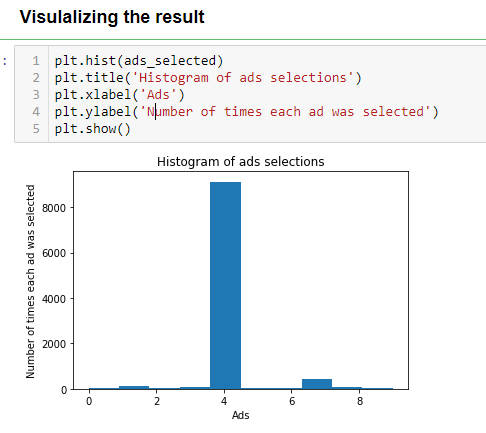 Visulalizing the result
:
1 plt.hist(ads_selected)
2 plt.title('Histogram of ads selections')
3 plt.xlabel('Ads')
4 plt.ylabel('Number of times each ad was selected')
5 plt.show()
Histogram of ads selections
Number of times each ad was selected
8000
6000
4000
2000
0
0 2 4 6 8
Ads